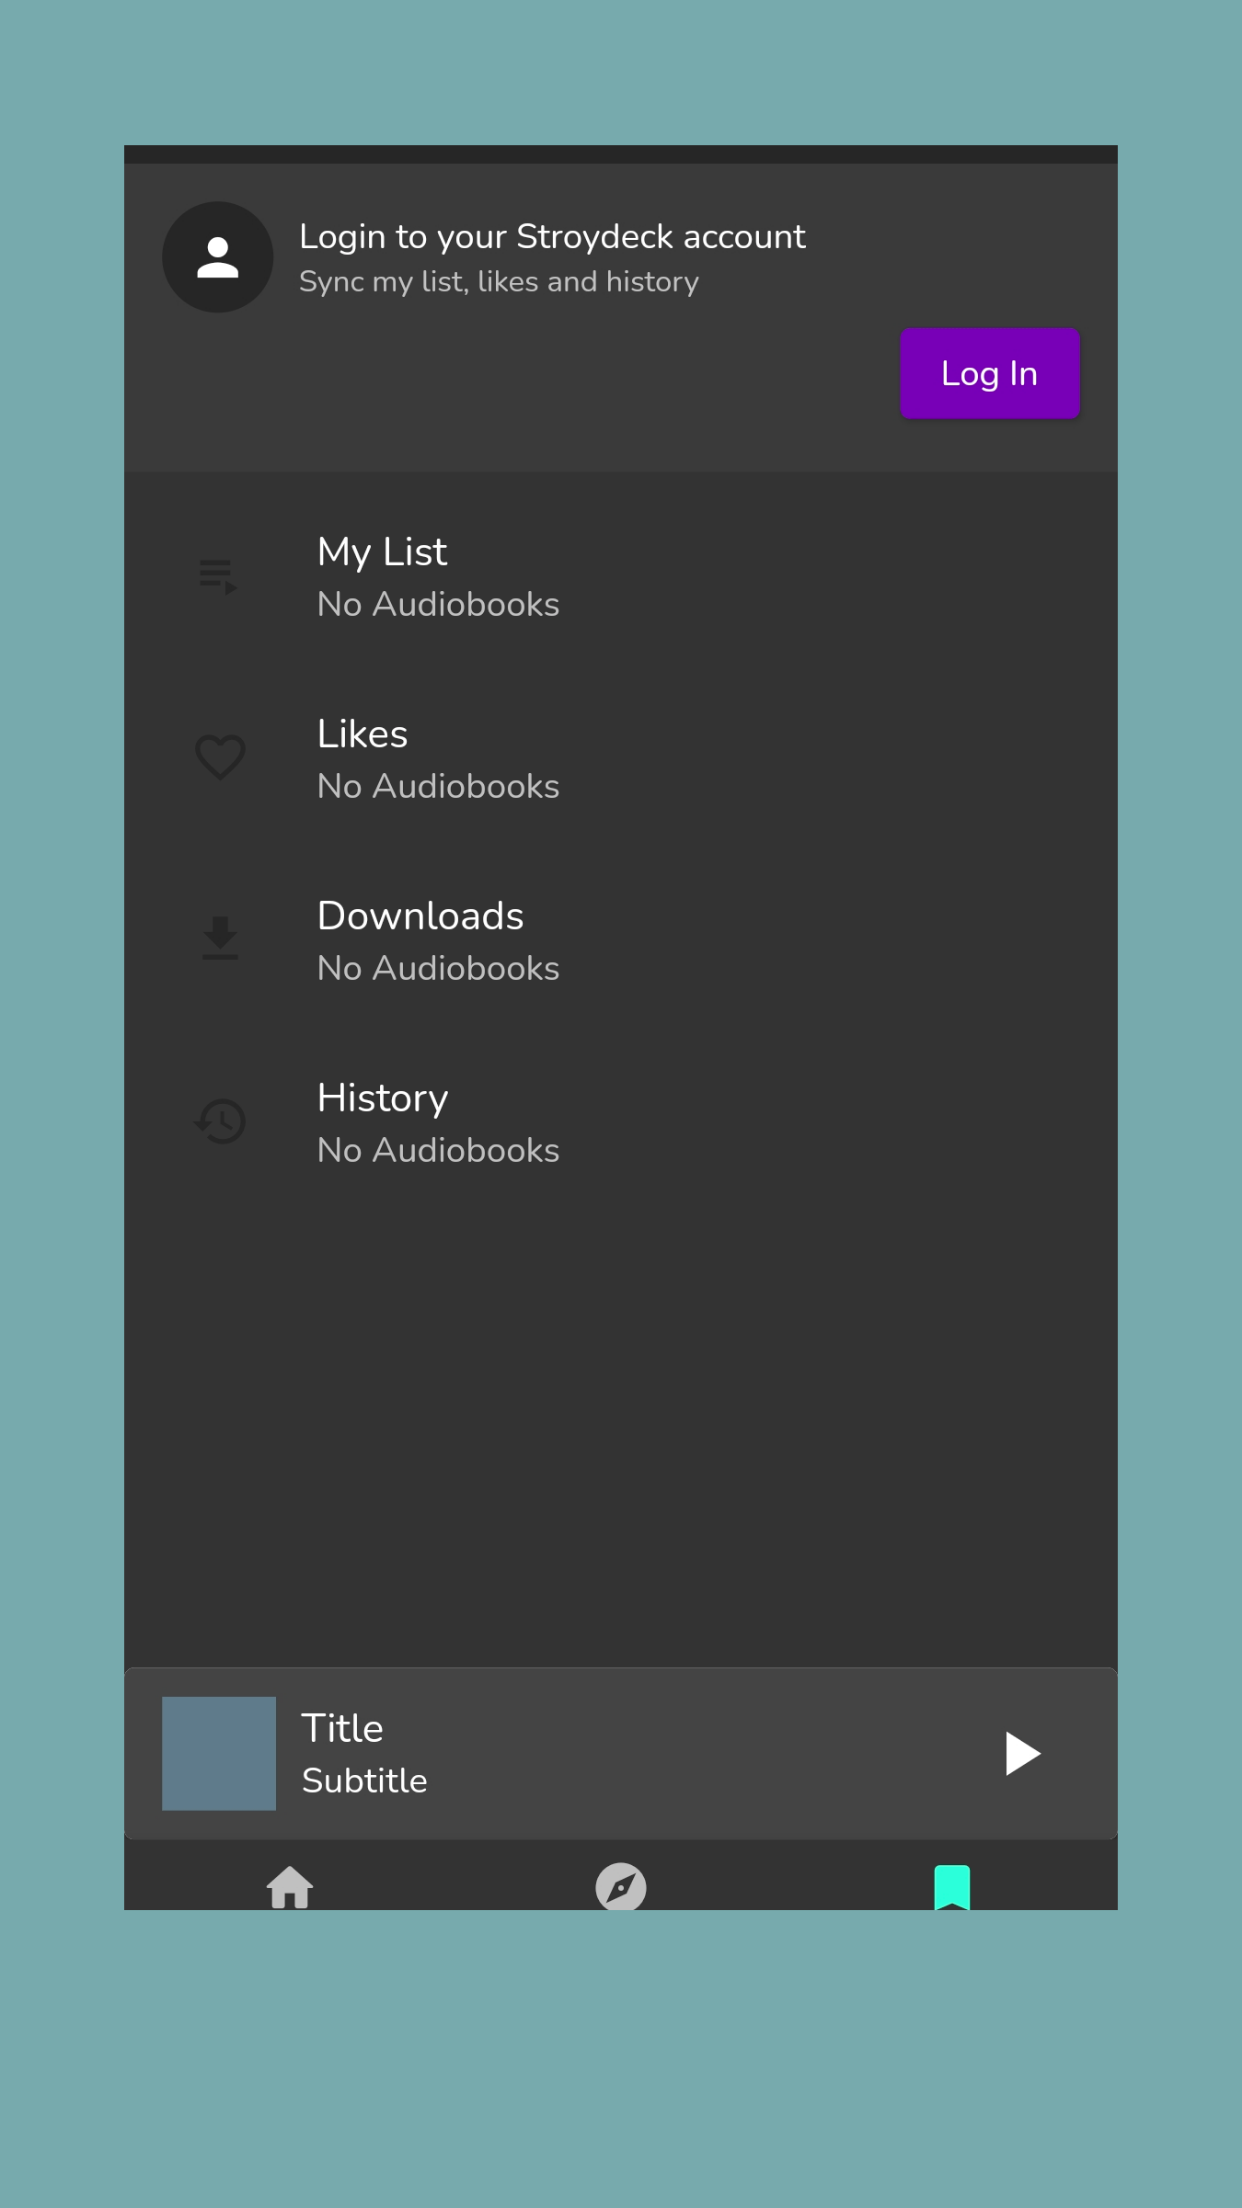 Login to your Stroydeck account
Sync my list, likes and history
Log In
My List
No Audiobooks
Likes
No Audiobooks
Downloads
No Audiobooks
History
No Audiobooks
Title
Subtitle